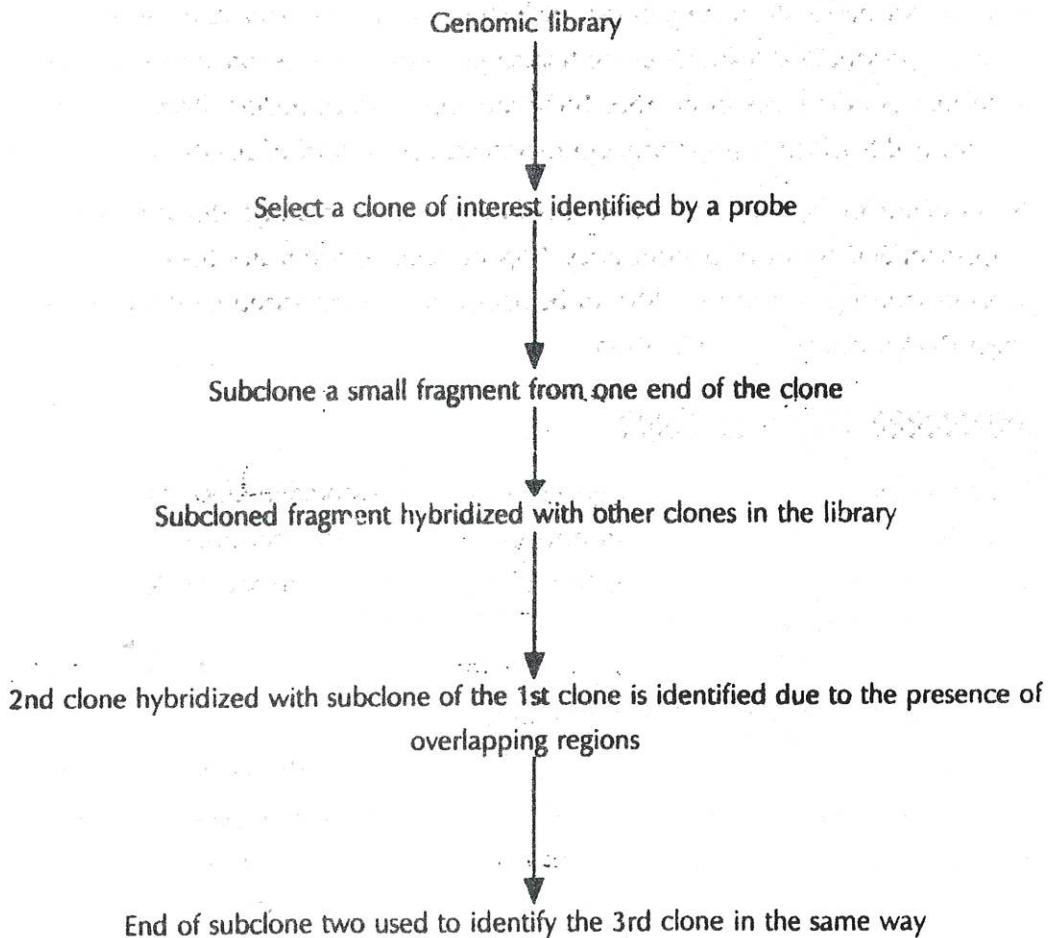 Genomic library
Select a clone of interest identified by a probe
Subclone a small fragment from one end of the clone
Subcloned fragment hybridized with other clones in the library
2nd clone hybridized with subclone of the 1st clone is identified due to the presence of
overlapping regions
End of subclone two used to identify the 3rd clone in the same way